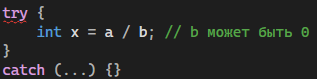 try {
    int x = a / b; // b может быть 0
}
catch (...) {}